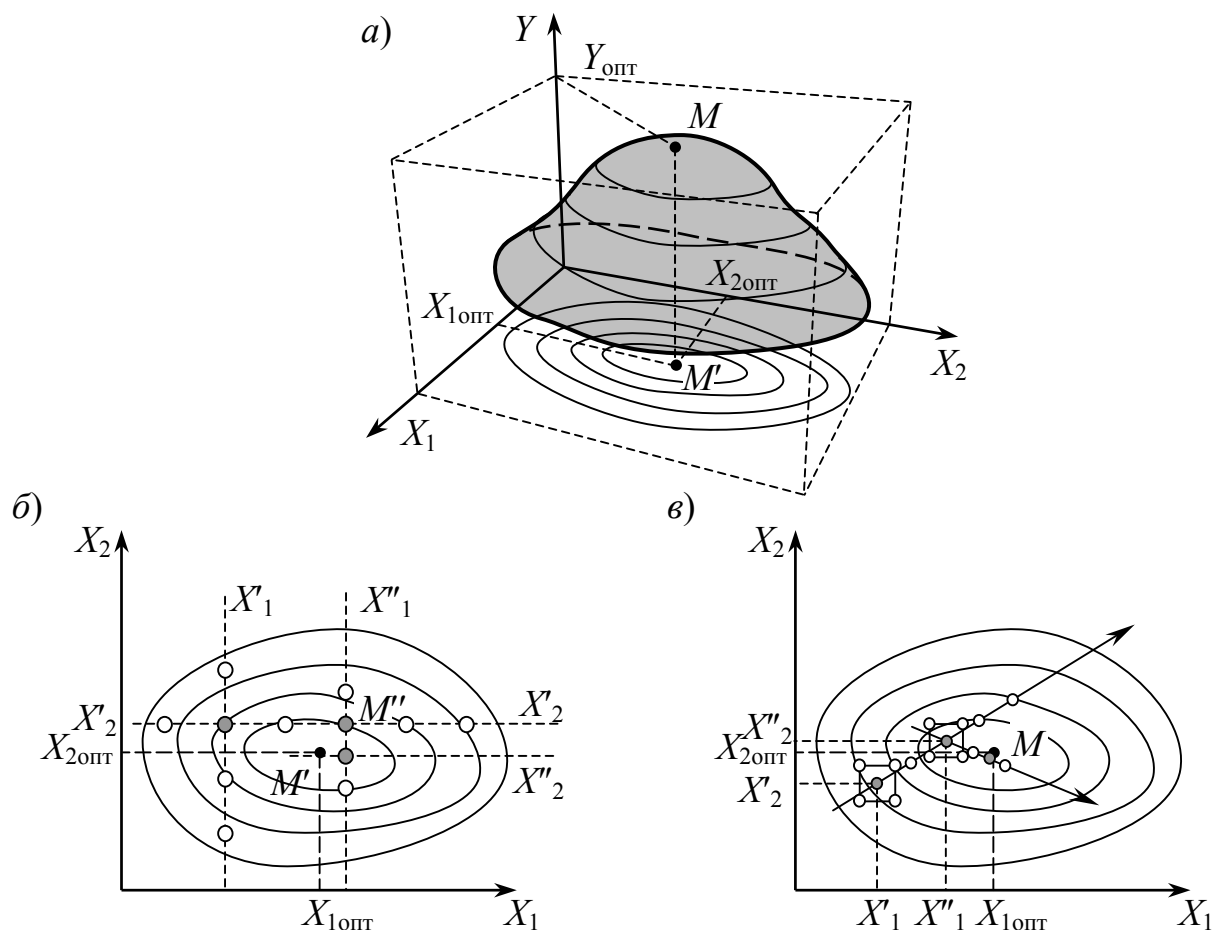 а)
Y
Yопт
M
X2опт
X1опт
X2
M′
X1
б)
X2
X′1
X″1
X′2
M″
X′2
X2опт
M′
X″2
X1опт
X1
в)
X2
X″2
X2опт
M
X′2
X′1
X″1
X1опт
X1